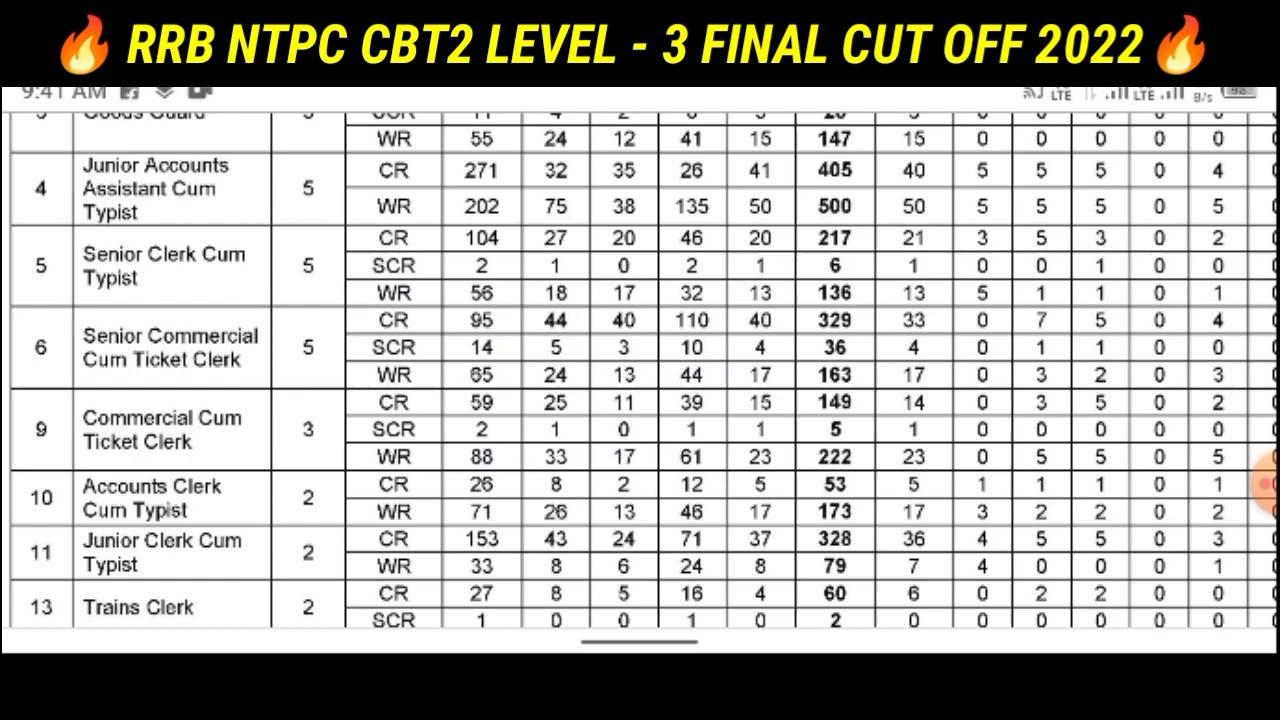 🔥 RRB NTPC CBT2 LEVEL - 3 FINAL CUT OFF 2022 🔥
9:41 AM LTE LTE B/s 98
Goods Guard
WR 55 24 12 41 15 147 15 0 0 0 0 0
4 Junior Accounts Assistant Cum Typist 5 CR 271 32 35 26 41 405 40 5 5 5 0 4
WR 202 75 38 135 50 500 50 5 5 5 0 5
5 Senior Clerk Cum Typist 5 CR 104 27 20 46 20 217 21 3 5 3 0 2
SCR 2 1 0 2 1 6 1 0 0 1 0 0
WR 56 18 17 32 13 136 13 5 1 1 0 1
6 Senior Commercial Cum Ticket Clerk 5 CR 95 44 40 110 40 329 33 0 7 5 0 4
SCR 14 5 3 10 4 36 4 0 1 1 0 0
WR 65 24 13 44 17 163 17 0 3 2 0 3
9 Commercial Cum Ticket Clerk 3 CR 59 25 11 39 15 149 14 0 3 5 0 2
SCR 2 1 0 1 1 5 1 0 0 0 0 0
WR 88 33 17 61 23 222 23 0 5 5 0 5
10 Accounts Clerk Cum Typist 2 CR 26 8 2 12 5 53 5 1 1 1 0 1
WR 71 26 13 46 17 173 17 3 2 2 0 2
11 Junior Clerk Cum Typist 2 CR 153 43 24 71 37 328 36 4 5 5 0 3
WR 33 8 6 24 8 79 7 4 0 0 0 1
13 Trains Clerk 2 CR 27 8 5 16 4 60 6 0 2 2 0 0
SCR 1 0 0 1 0 2 0 0 0 0 0 0